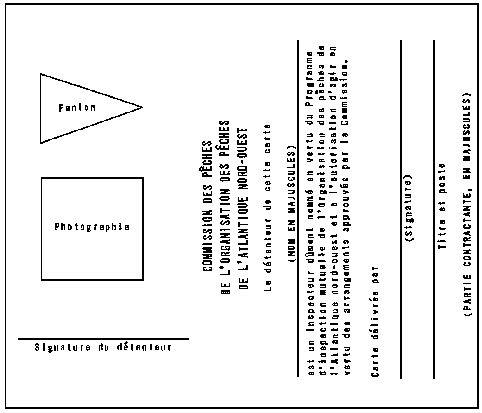 Fanion
Photographie
Signature du détenteur
COMMISSION DES PÊCHES
DE L'ORGANISATION DES PÊCHES
DE L'ATLANTIQUE NORD-OUEST
Le détenteur de cette carte
(NOM EN MAJUSCULES)
est un inspecteur dûment nommé en vertu du Programme
d'inspection mutuelle de l'Organisation des pêches de
l'Atlantique nord-ouest et a l'autorisation d'agir en
vertu des arrangements approuvés par la Commission.
Carte délivrée par
(Signature)
Titre et poste
(PARTIE CONTRACTANTE, EN MAJUSCULES)